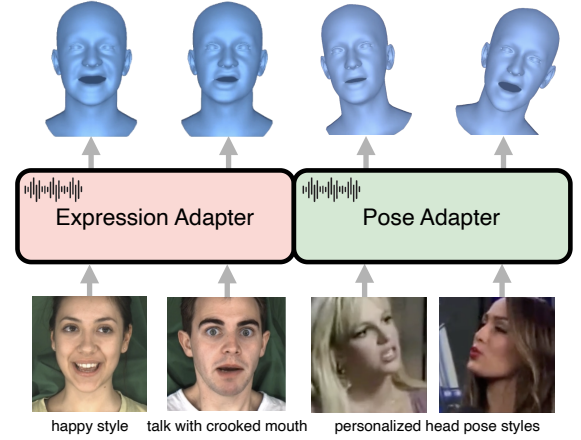 Expression Adapter
Pose Adapter
happy style
talk with crooked mouth
personalized head pose styles